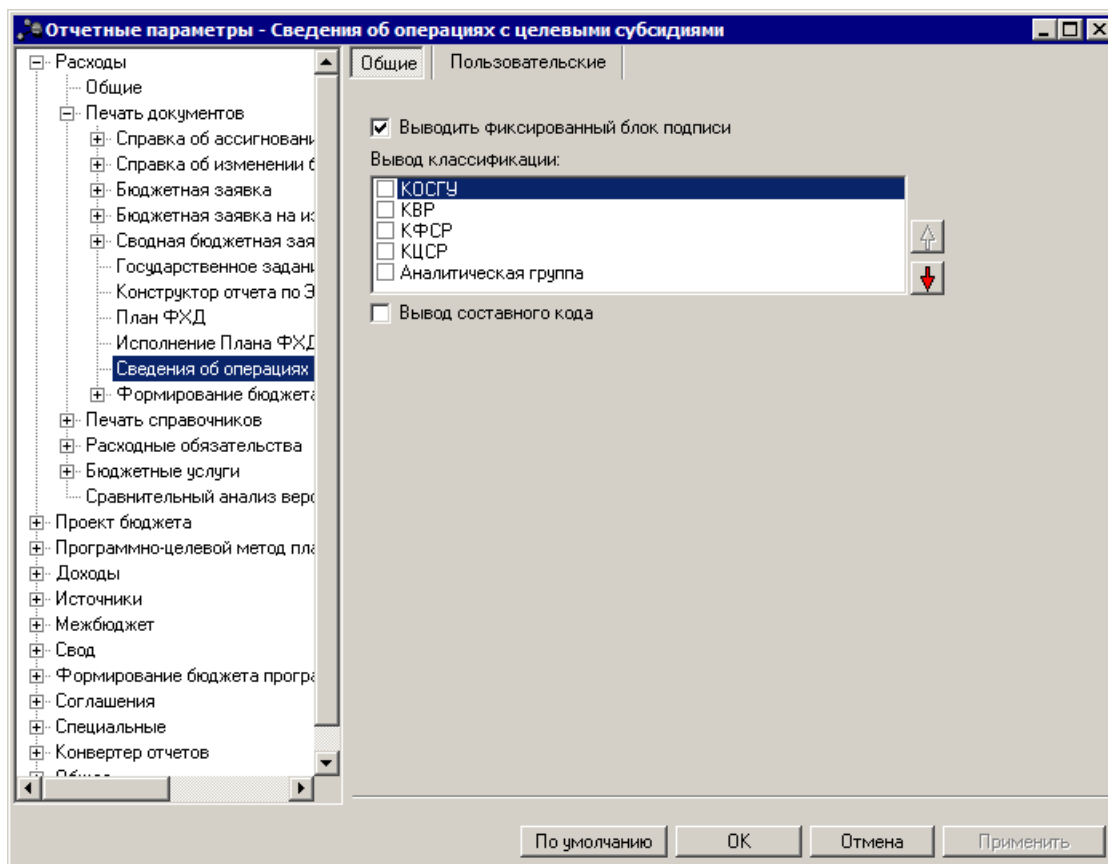 Отчетные параметры - Сведения об операциях с целевыми субсидиями
Расходы
Общие
Печать документов
Справка об ассигновани
Справка об изменении б
Бюджетная заявка
Бюджетная заявка на из
Сводная бюджетная зая
Государственное задани
Конструктор отчета по Э
План ФХД
Исполнение Плана ФХД
Сведения об операциях
Формирование бюджета
Печать справочников
Расходные обязательства
Бюджетные услуги
Сравнительный анализ верс
Проект бюджета
Программно-целевой метод пла
Доходы
Источники
Межбюджет
Свод
Формирование бюджета програ
Соглашения
Специальные
Конвертер отчетов
Общие Пользовательские
Выводить фиксированный блок подписи
Вывод классификации:
КОСГУ
КВР
КФСР
КЦСР
Аналитическая группа
Вывод составного кода
По умолчанию OK Отмена Применить